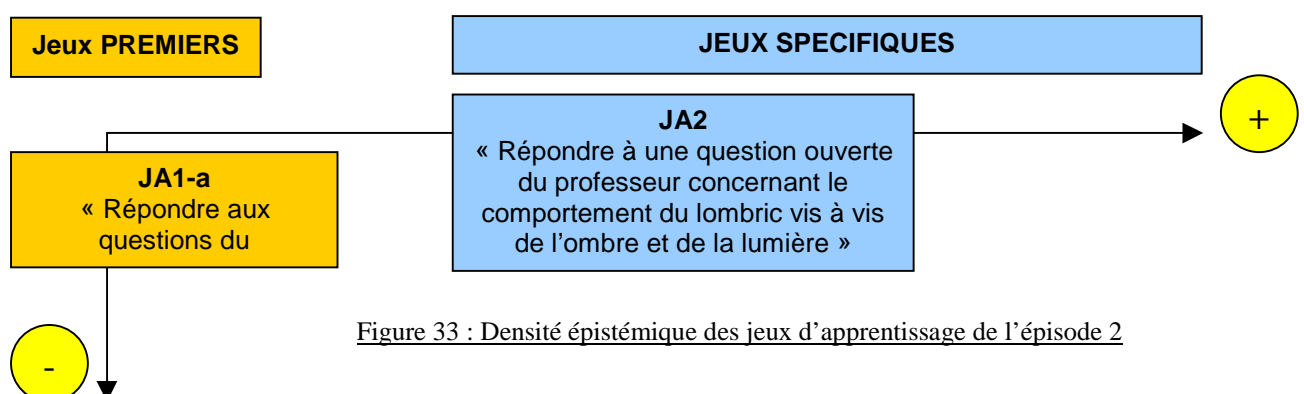 Jeux PREMIERS
JEUX SPECIFIQUES
+
JA2
« Répondre à une question ouverte
du professeur concernant le
comportement du lombric vis à vis
de l'ombre et de la lumière »
JA1-a
« Répondre aux
questions du
Figure 33 : Densité épistémique des jeux d'apprentissage de l'épisode 2
-